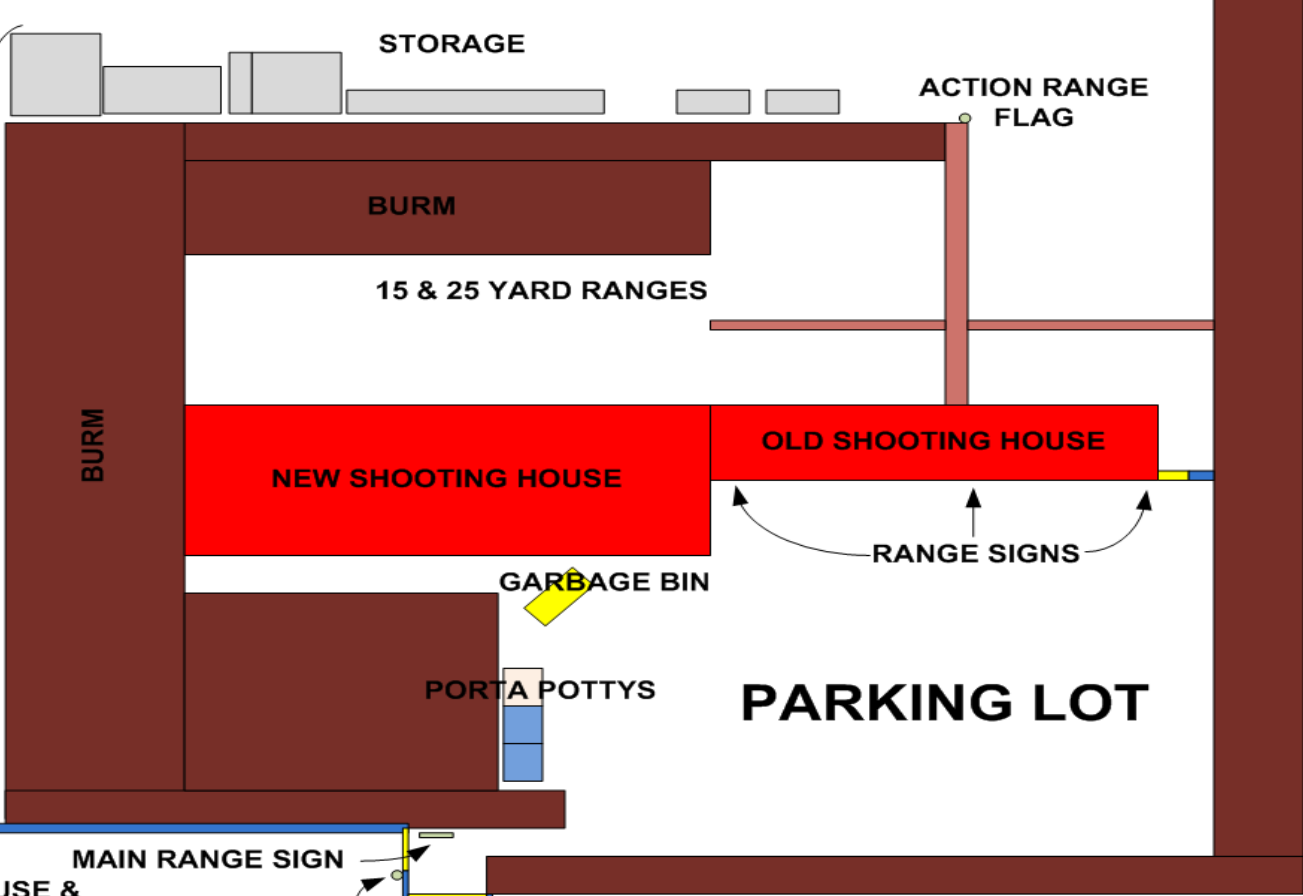 STORAGE
ACTION RANGE
FLAG
BURM
15 & 25 YARD RANGES
BURM
OLD SHOOTING HOUSE
NEW SHOOTING HOUSE
RANGE SIGNS
GARBAGE BIN
PORTA POTTYS
PARKING LOT
MAIN RANGE SIGN
&